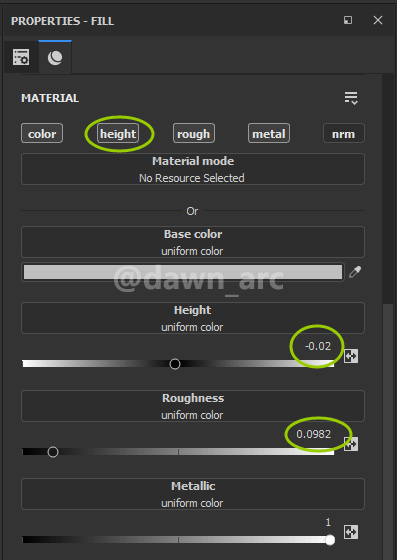 PROPERTIES - FILL
MATERIAL
color height rough metal nrm
Material mode
No Resource Selected
Or
Base color
uniform color
@dawn_arc
Height
uniform color
-0.02
Roughness
uniform color
0.0982
Metallic
uniform color
1